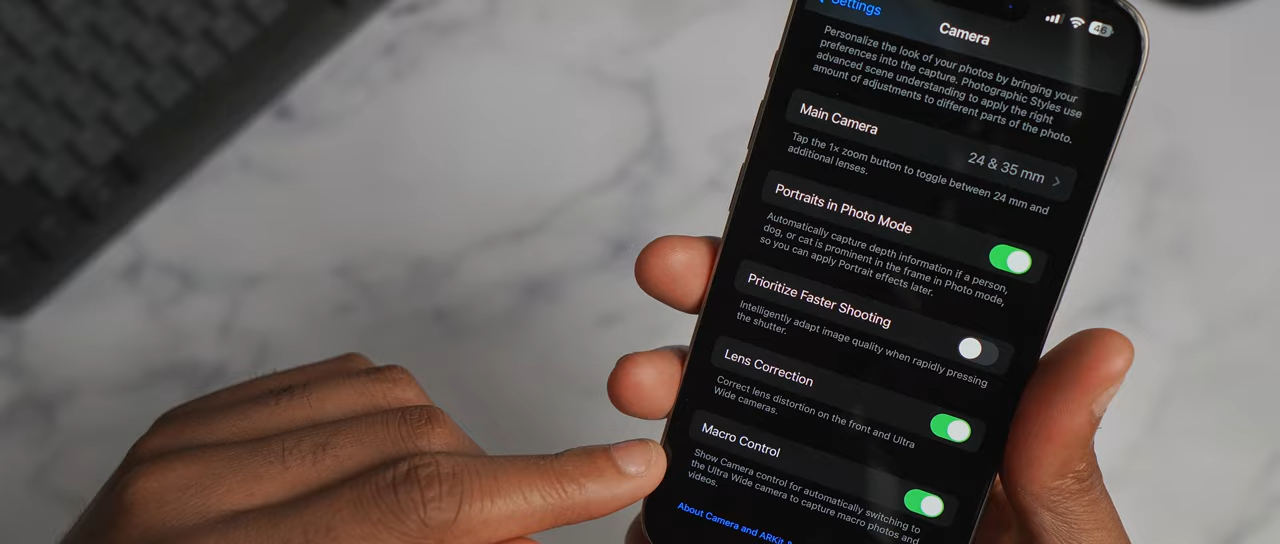 Settings
46
Camera
Personalize the look of your photos by bringing your
preferences into the capture. Photographic Styles use
advanced scene understanding to apply the right
amount of adjustments to different parts of the photo.
Main Camera
24 & 35 mm
Tap the 1x zoom button to toggle between 24 mm and
additional lenses.
Portraits in Photo Mode
Automatically capture depth information if a person,
dog, or cat is prominent in the frame in Photo mode,
so you can apply Portrait effects later.
Prioritize Faster Shooting
Intelligently adapt image quality when rapidly pressing
the shutter.
Lens Correction
Correct lens distortion on the front and Ultra
Wide cameras.
Macro Control
Show Camera control for automatically switching to
the Ultra Wide camera to capture macro photos and
videos.
About Camera and ARKit &